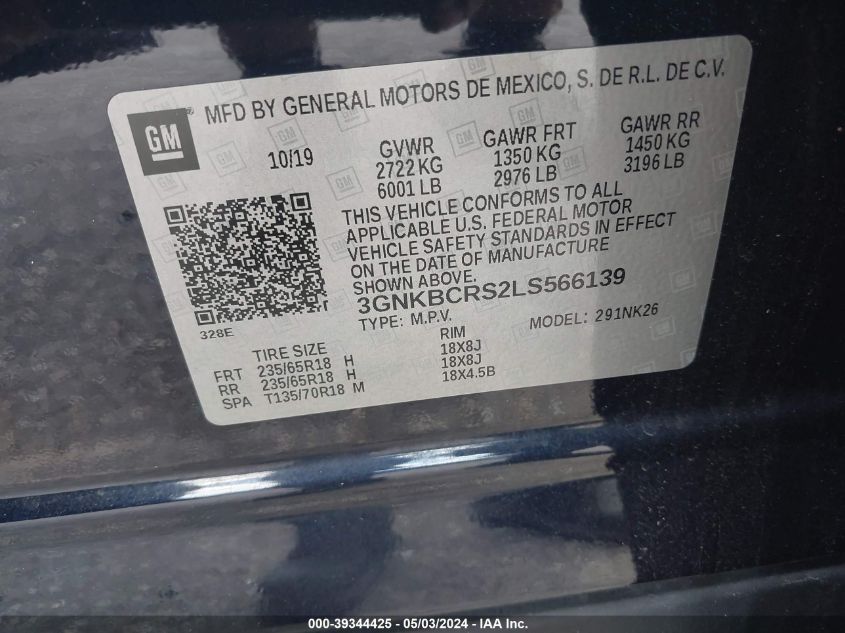 GM
®
MFD BY GENERAL MOTORS DE MEXICO, S. DE R.L. DE C.V.
10/19
GVWR
2722 KG
6001 LB
GAWR FRT
1350 KG
2976 LB
GAWR RR
1450 KG
3196 LB
THIS VEHICLE CONFORMS TO ALL
APPLICABLE U.S. FEDERAL MOTOR
VEHICLE SAFETY STANDARDS IN EFFECT
ON THE DATE OF MANUFACTURE
SHOWN ABOVE.
3GNKBCRS2LS566139
TYPE: M.P.V. MODEL: 291NK26
328E
TIRE SIZE RIM
FRT 235/65R18 H 18X8J
RR 235/65R18 H 18X8J
SPA T135/70R18 M 18X4.5B
000-39344425 - 05/03/2024 - IAA Inc.